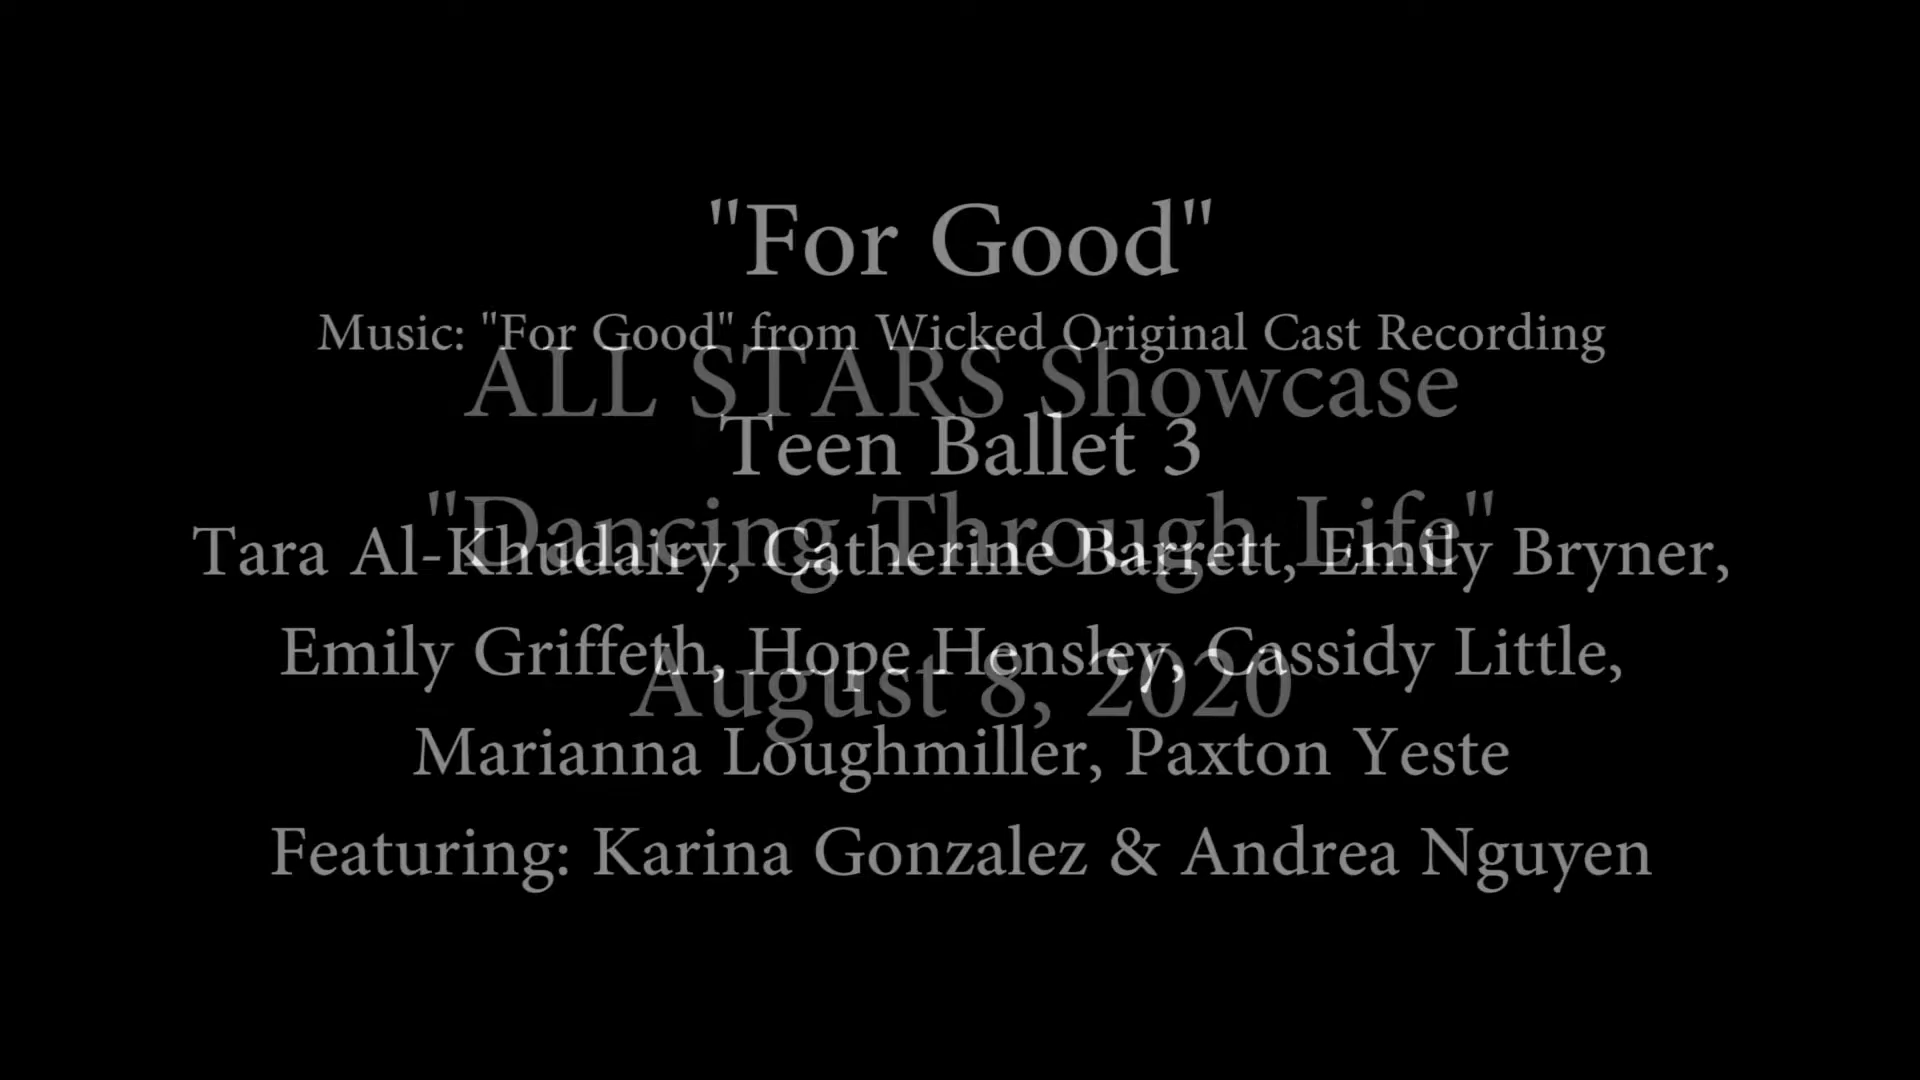 "For Good"
Music: "For Good" from Wicked Original Cast Recording
ALL STARS Showcase
Teen Ballet 3
"Dancing Through Life"
Tara Al-Khudairy, Catherine Barrett, Emily Bryner,
Emily Griffeth, Hope Hensley, Cassidy Little,
August 8, 2020
Marianna Loughmiller, Paxton Yeste
Featuring: Karina Gonzalez & Andrea Nguyen